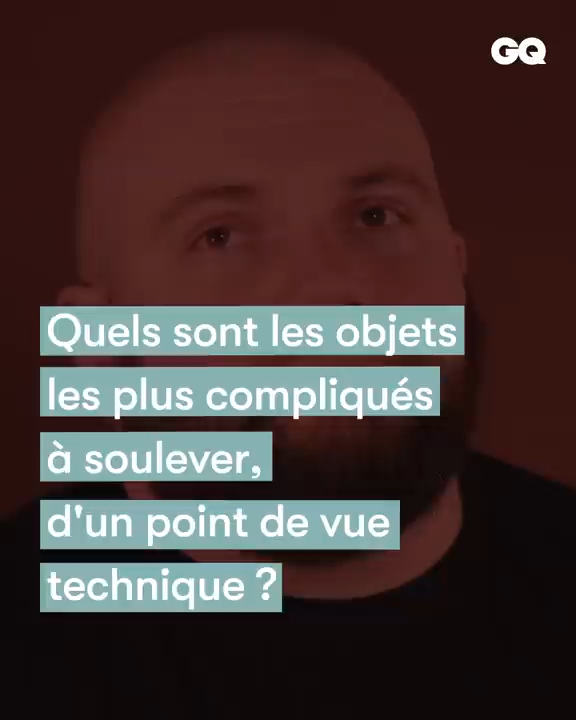 GQ
Quels sont les objets
les plus compliqués
à soulever,
d'un point de vue
technique ?